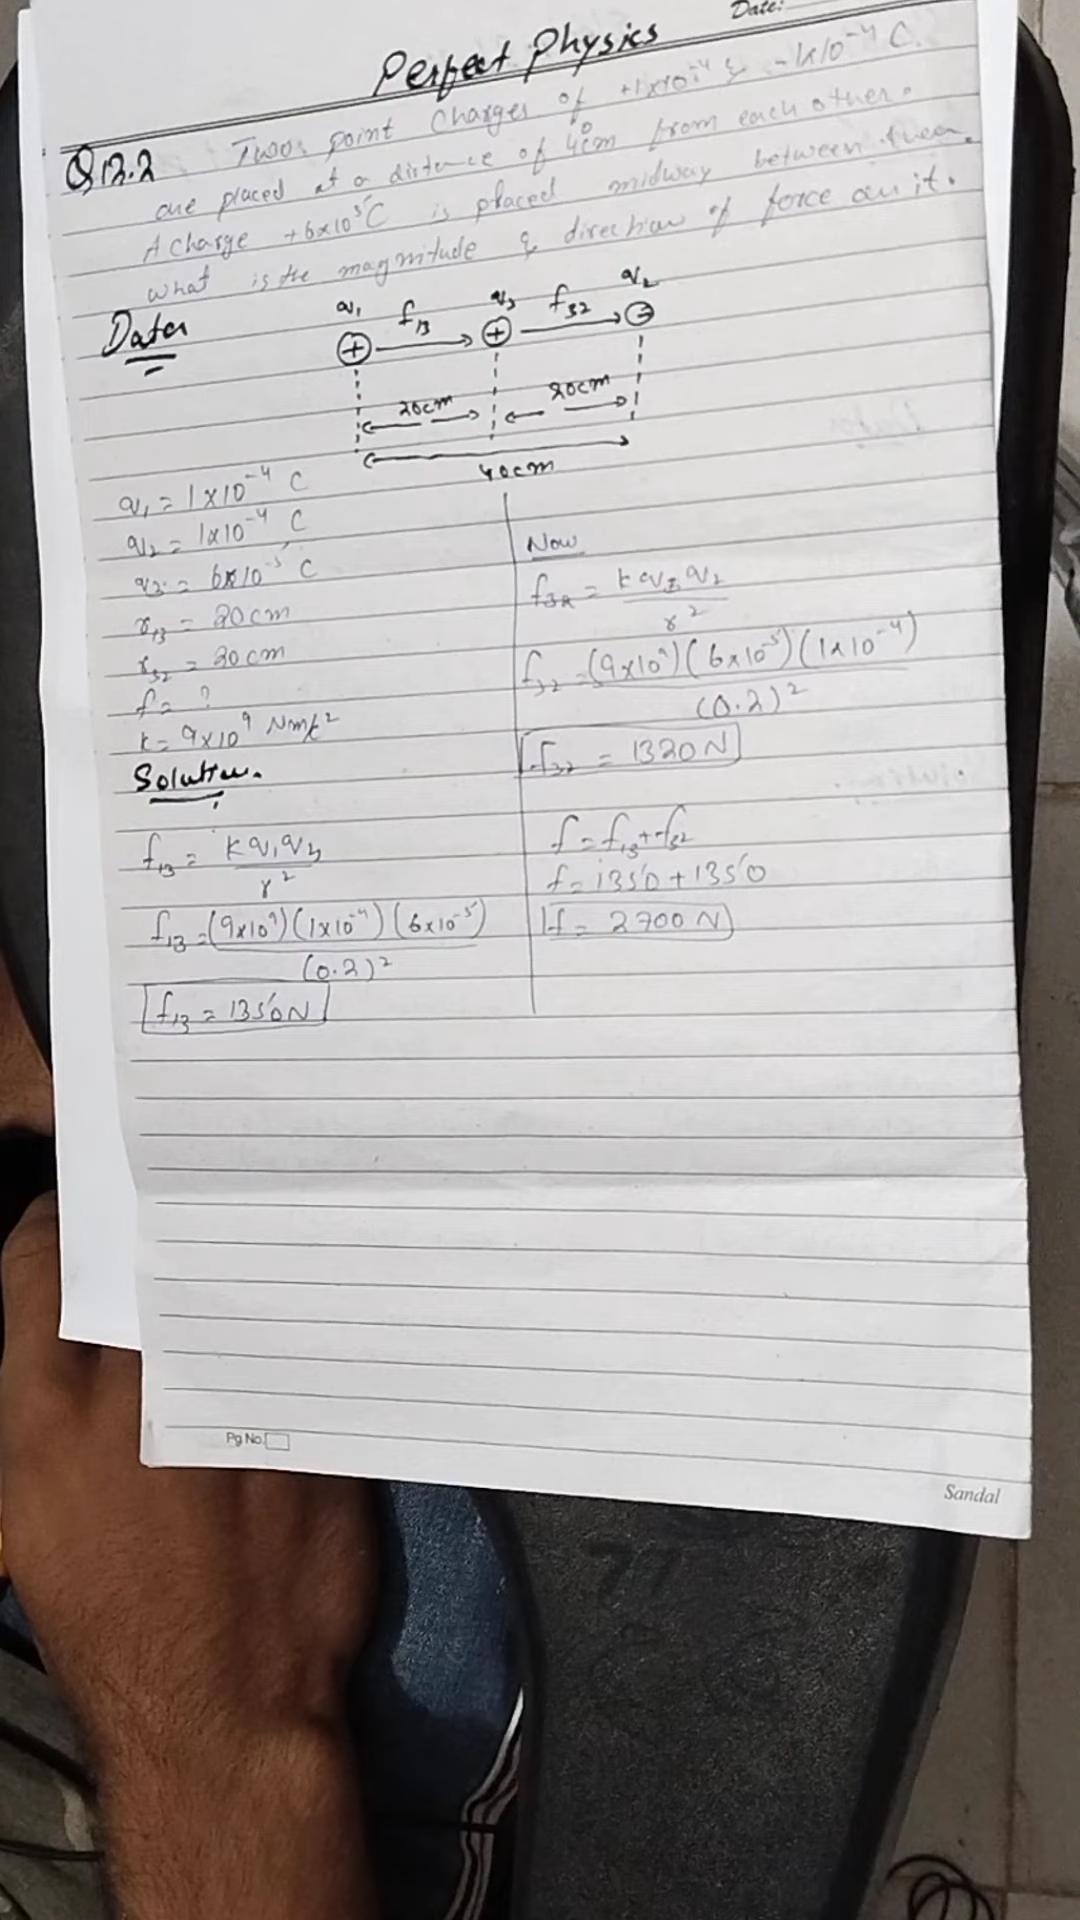 Date:
Perfect Physics
Q12.2 Two point charges of +1x10⁻⁴ & -1x10⁻⁴ C.
are placed at a distance of 40cm from each other.
A charge +6x10⁵C is placed midway between them.
what is the magnitude & direction of force on it.
Data
q₁ f₁₃ q₃ f₃₂ q₂
+ + -
20cm 20cm
40cm
q₁ = 1x10⁻⁴ C
q₂ = 1x10⁻⁴ C
q₃ = 6x10⁻⁵ C
r₁₃ = 20cm
r₃₂ = 20cm
f = ?
k = 9x10⁹ Nm²/c²
Solution.
f₁₃ = kq₁q₃
r²
f₁₃ = (9x10⁹)(1x10⁻⁴)(6x10⁻⁵)
(0.2)²
f₁₃ = 1350N
Now
f₃₂ = kq₃q₂
r²
f₃₂ = (9x10⁹)(6x10⁻⁵)(1x10⁻⁴)
(0.2)²
f₃₂ = 1320N
f = f₁₃ + f₃₂
f = 1350 + 1350
f = 2700 N
Pg No.
Sandal